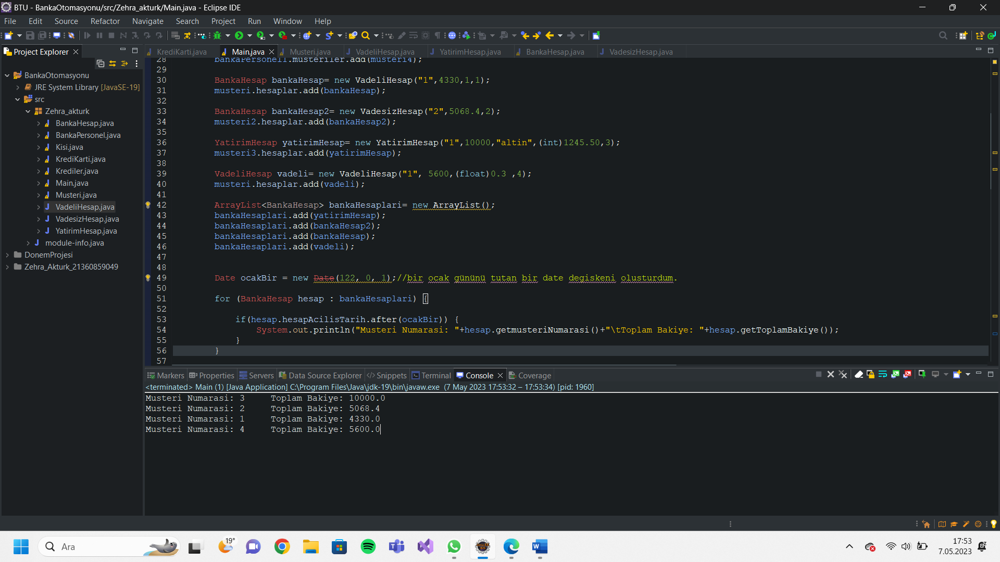 BTU - BankaOtomasyonu/src/Zehra_akturk/Main.java - Eclipse IDE
File Edit Source Refactor Navigate Search Project Run Window Help
Project Explorer
KrediKarti.java Main.java Musteri.java VadeliHesap.java YatirimHesap.java BankaHesap.java VadesizHesap.java
BankaOtomasyonu
JRE System Library [JavaSE-19]
src
Zehra_akturk
BankaHesap.java
BankaPersonel.java
Kisi.java
KrediKarti.java
Krediler.java
Main.java
Musteri.java
VadeliHesap.java
VadesizHesap.java
YatirimHesap.java
module-info.java
DonemProjesi
Zehra_Akturk_21360859049
28 bankaPersonel1.musteriler.add(musteri4);
29
30 BankaHesap bankaHesap= new VadeliHesap("1",4330,1,1);
31 musteri.hesaplar.add(bankaHesap);
32
33 BankaHesap bankaHesap2= new VadesizHesap("2",5068.4,2);
34 musteri2.hesaplar.add(bankaHesap2);
35
36 YatirimHesap yatirimHesap= new YatirimHesap("1",10000,"altin",(int)1245.50,3);
37 musteri3.hesaplar.add(yatirimHesap);
38
39 VadeliHesap vadeli= new VadeliHesap("1", 5600,(float)0.3 ,4);
40 musteri.hesaplar.add(vadeli);
41
42 ArrayList<BankaHesap> bankaHesaplari= new ArrayList();
43 bankaHesaplari.add(yatirimHesap);
44 bankaHesaplari.add(bankaHesap2);
45 bankaHesaplari.add(bankaHesap);
46 bankaHesaplari.add(vadeli);
47
48
49 Date ocakBir = new Date(122, 0, 1);//bir ocak gününü tutan bir date degiskeni olusturdum.
50
51 for (BankaHesap hesap : bankaHesaplari) {
52
53 if(hesap.hesapAcilisTarih.after(ocakBir)) {
54 System.out.println("Musteri Numarasi: "+hesap.getmusteriNumarasi()+"\tToplam Bakiye: "+hesap.getToplamBakiye());
55 }
56 }
57
Markers Properties Servers Data Source Explorer Snippets Terminal Console Coverage
<terminated> Main (1) [Java Application] C:\Program Files\Java\jdk-19\bin\javaw.exe (7 May 2023 17:53:32 – 17:53:34) [pid: 1960]
Musteri Numarasi: 3 Toplam Bakiye: 10000.0
Musteri Numarasi: 2 Toplam Bakiye: 5068.4
Musteri Numarasi: 1 Toplam Bakiye: 4330.0
Musteri Numarasi: 4 Toplam Bakiye: 5600.0
Ara
19°
17:53
7.05.2023